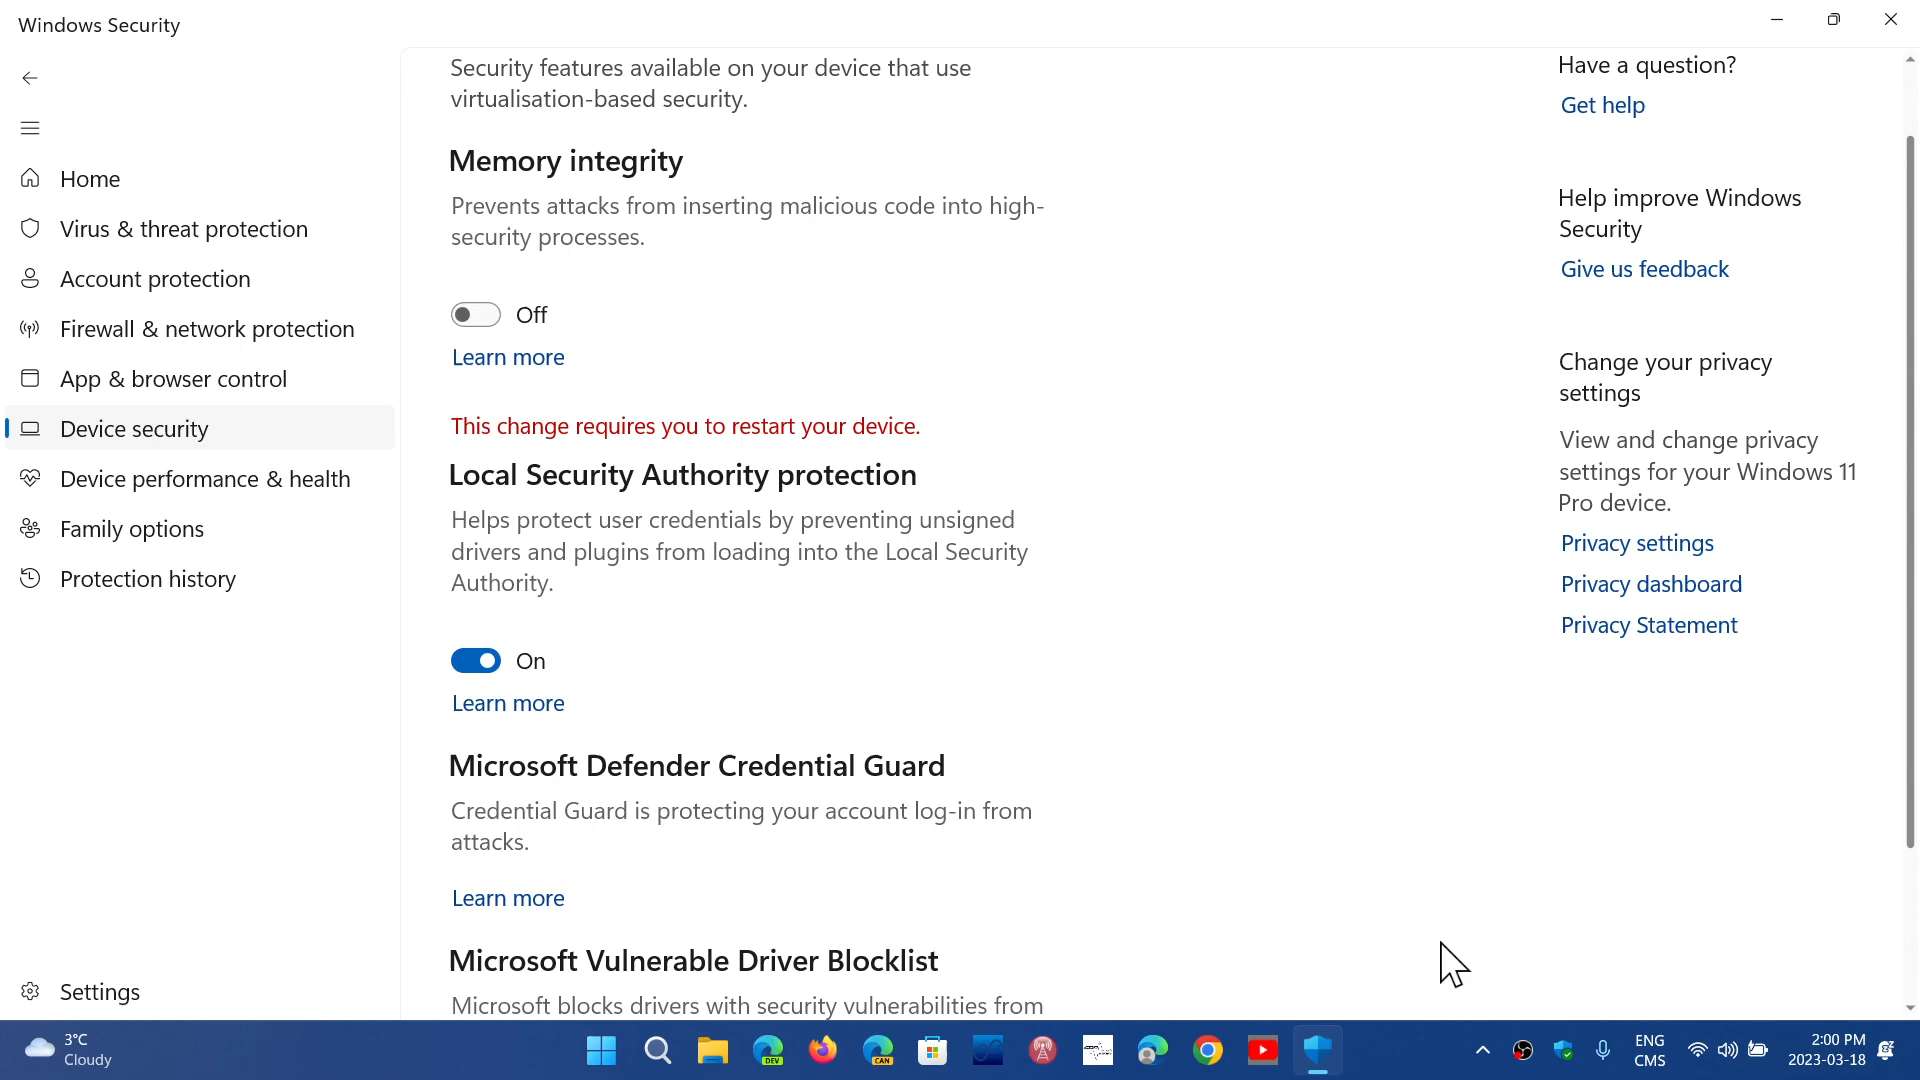 Windows Security
Home
Virus & threat protection
Account protection
Firewall & network protection
App & browser control
Device security
Device performance & health
Family options
Protection history
Settings
Security features available on your device that use
virtualisation-based security.
Memory integrity
Prevents attacks from inserting malicious code into high-
security processes.
Off
Learn more
This change requires you to restart your device.
Local Security Authority protection
Helps protect user credentials by preventing unsigned
drivers and plugins from loading into the Local Security
Authority.
On
Learn more
Microsoft Defender Credential Guard
Credential Guard is protecting your account log-in from
attacks.
Learn more
Microsoft Vulnerable Driver Blocklist
Microsoft blocks drivers with security vulnerabilities from
Have a question?
Get help
Help improve Windows
Security
Give us feedback
Change your privacy
settings
View and change privacy
settings for your Windows 11
Pro device.
Privacy settings
Privacy dashboard
Privacy Statement
3°C
Cloudy
DEV
CAN
ENG
CMS
2:00 PM
2023-03-18